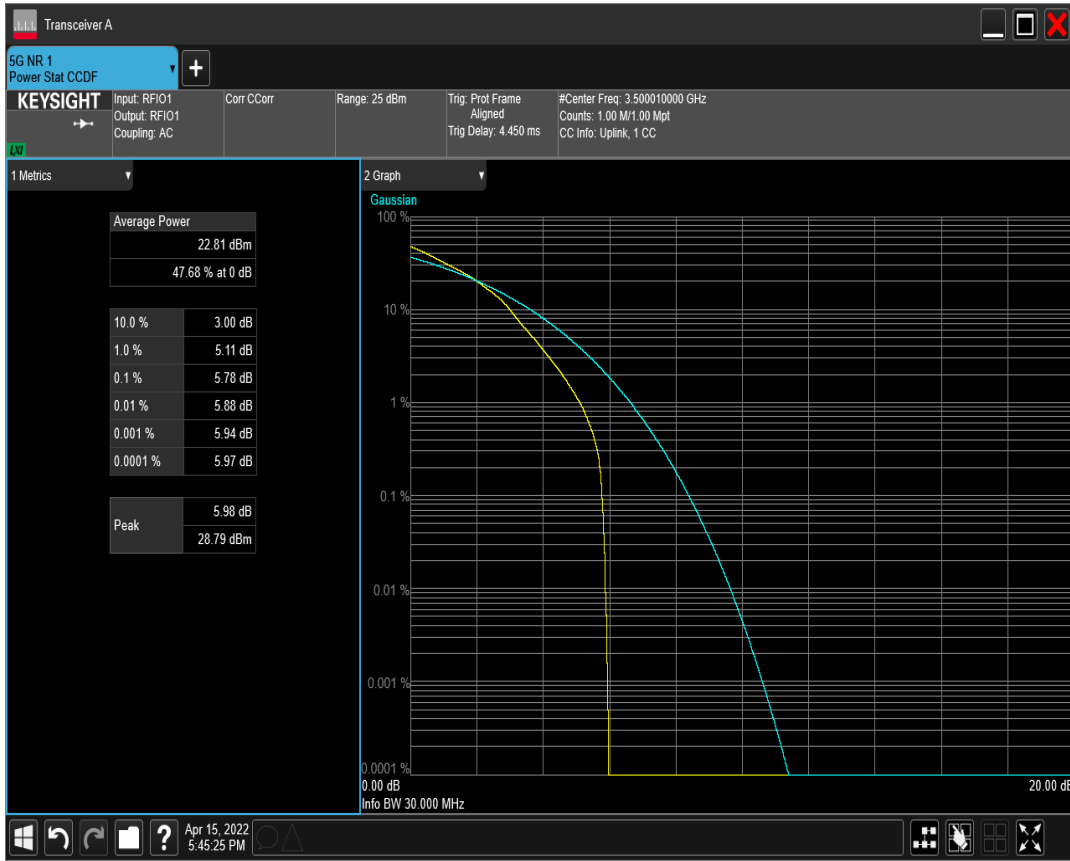 Transceiver A
5G NR 1
Power Stat CCDF
KEYSIGHT
LXI
Input: RFIO1
Output: RFIO1
Coupling: AC
Corr CCorr
Range: 25 dBm
Trig: Prot Frame
Aligned
Trig Delay: 4.450 ms
#Center Freq: 3.500010000 GHz
Counts: 1.00 M/1.00 Mpt
CC Info: Uplink, 1 CC
1 Metrics
Average Power
22.81 dBm
47.68 % at 0 dB
10.0 % 3.00 dB
1.0 % 5.11 dB
0.1 % 5.78 dB
0.01 % 5.88 dB
0.001 % 5.94 dB
0.0001 % 5.97 dB
Peak
5.98 dB
28.79 dBm
2 Graph
Gaussian
100 %
10 %
1 %
0.1 %
0.01 %
0.001 %
0.0001 %
0.00 dB
20.00 dB
Info BW 30.000 MHz
Apr 15, 2022
5:45:25 PM